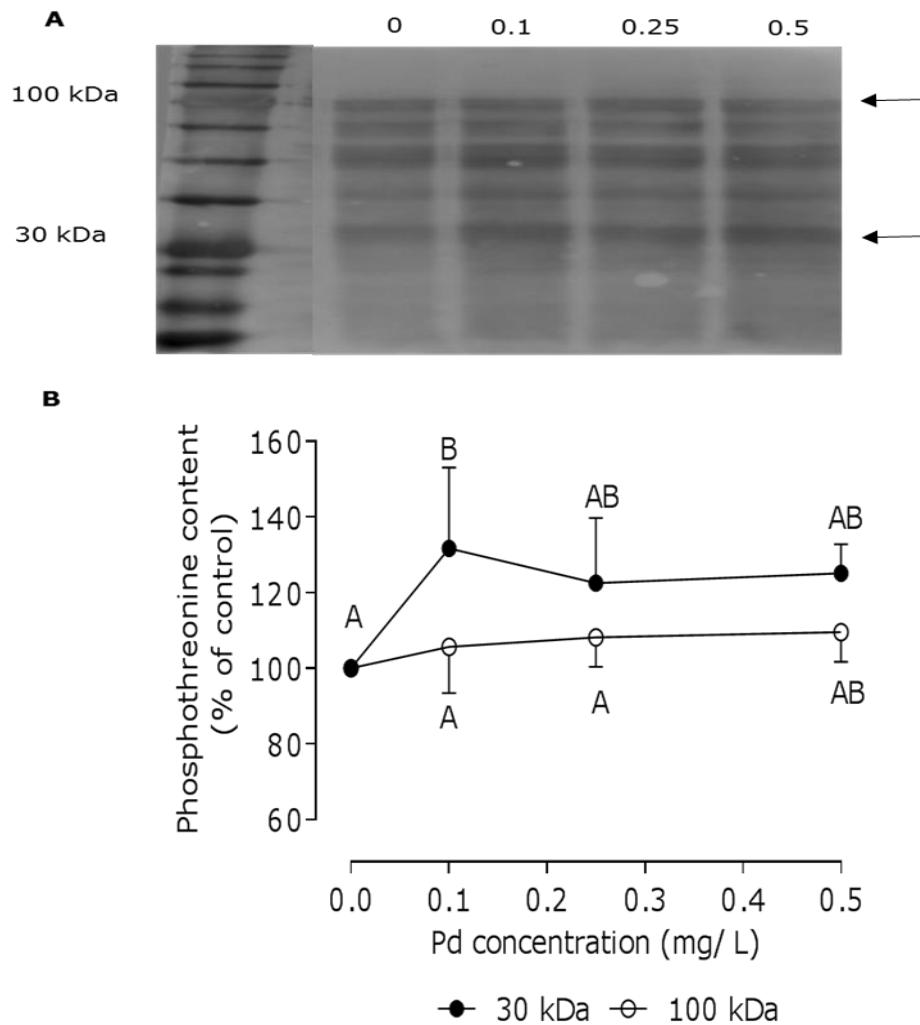 A
0 0.1 0.25 0.5
100 kDa
30 kDa
B
Phosphothreonine content
(% of control)
160
140
120
100
80
60
B
AB
AB
A
A
A
AB
0.0 0.1 0.2 0.3 0.4 0.5
Pd concentration (mg/ L)
30 kDa 100 kDa